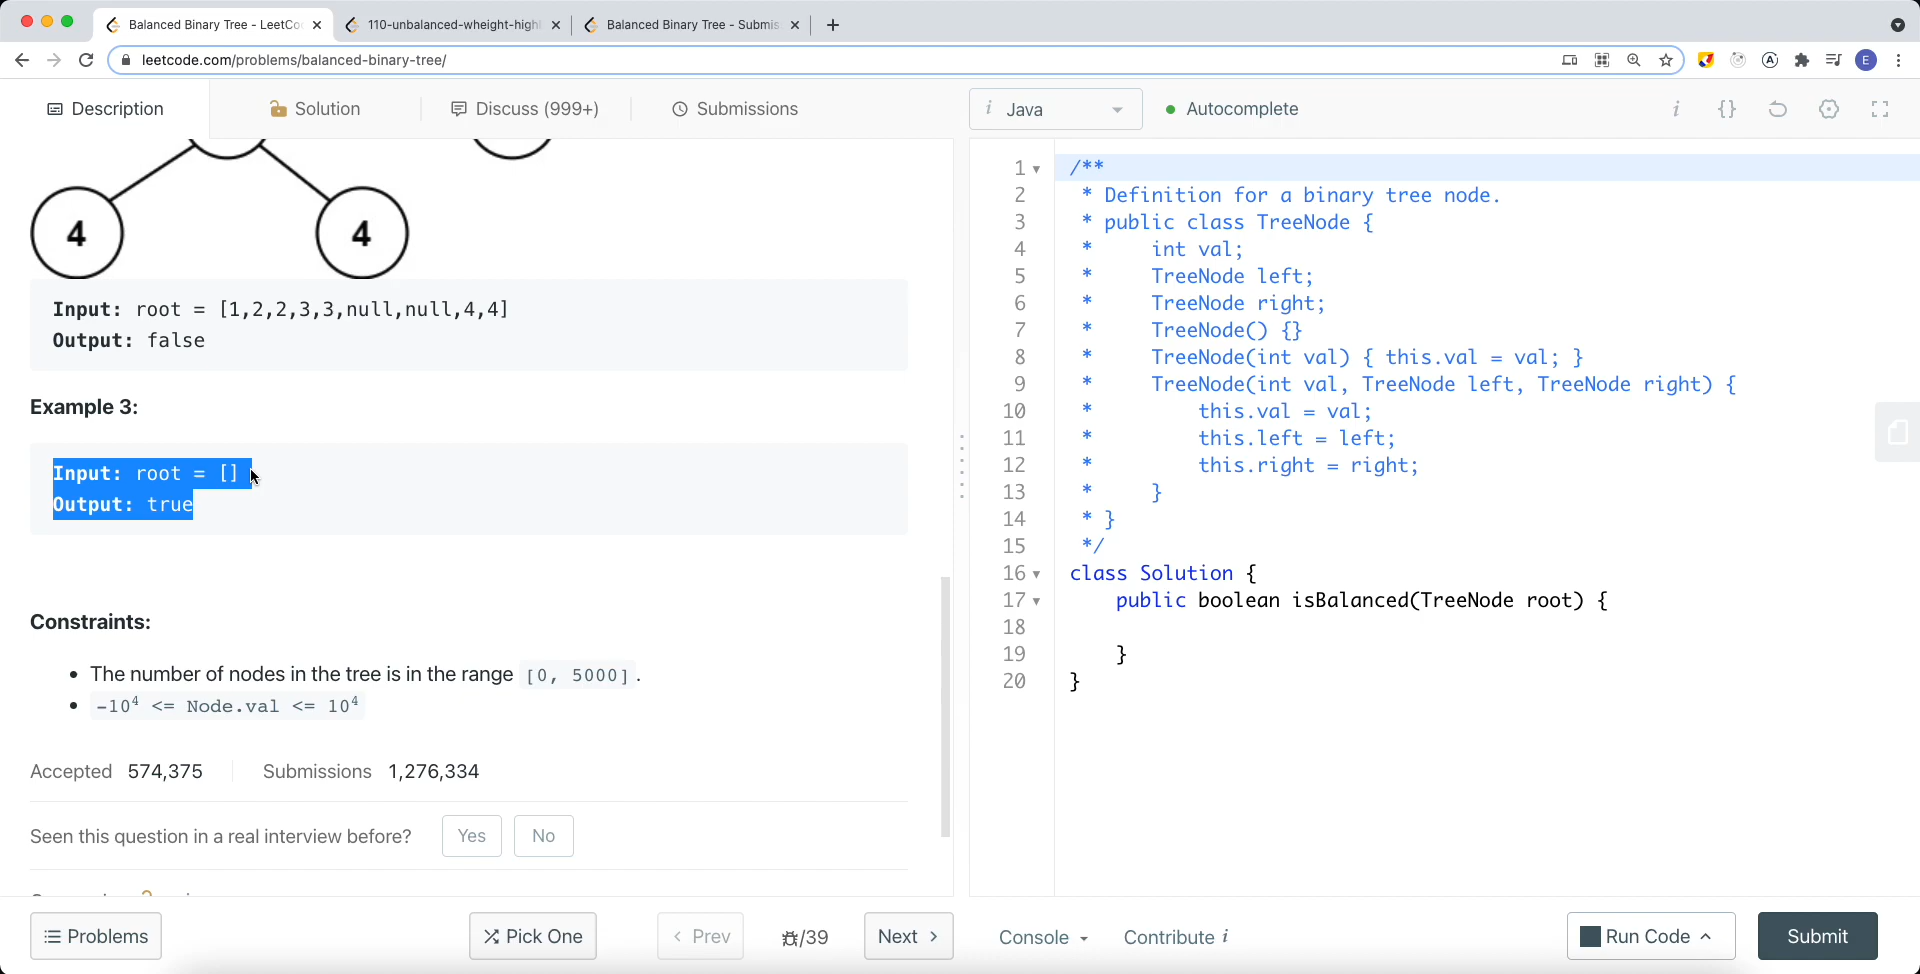 Balanced Binary Tree - LeetCo
110-unbalanced-wheight-highl
Balanced Binary Tree - Submis
leetcode.com/problems/balanced-binary-tree/
E
Description
Solution
Discuss (999+)
Submissions
i Java
Autocomplete
i {}
4 4
Input: root = [1,2,2,3,3,null,null,4,4]
Output: false
Example 3:
Input: root = []
Output: true
Constraints:
• The number of nodes in the tree is in the range [0, 5000].
• -10⁴ <= Node.val <= 10⁴
Accepted 574,375 Submissions 1,276,334
Seen this question in a real interview before? Yes No
1 /**
2 * Definition for a binary tree node.
3 * public class TreeNode {
4 * int val;
5 * TreeNode left;
6 * TreeNode right;
7 * TreeNode() {}
8 * TreeNode(int val) { this.val = val; }
9 * TreeNode(int val, TreeNode left, TreeNode right) {
10 * this.val = val;
11 * this.left = left;
12 * this.right = right;
13 * }
14 * }
15 */
16 class Solution {
17 public boolean isBalanced(TreeNode root) {
18
19 }
20 }
Problems
Pick One
Prev
/39
Next
Console
Contribute i
Run Code
Submit